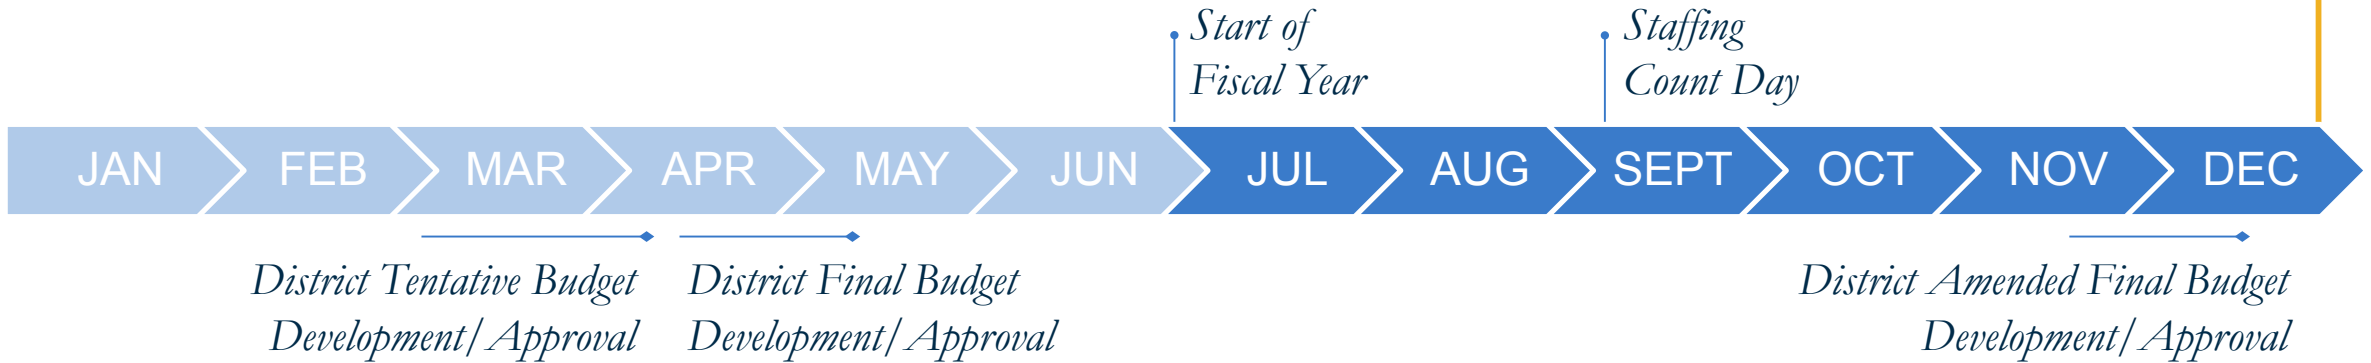 Start of
Fiscal Year
Staffing
Count Day
JAN FEB MAR APR MAY JUN JUL AUG SEPT OCT NOV DEC
District Tentative Budget
Development/Approval
District Final Budget
Development/Approval
District Amended Final Budget
Development/Approval